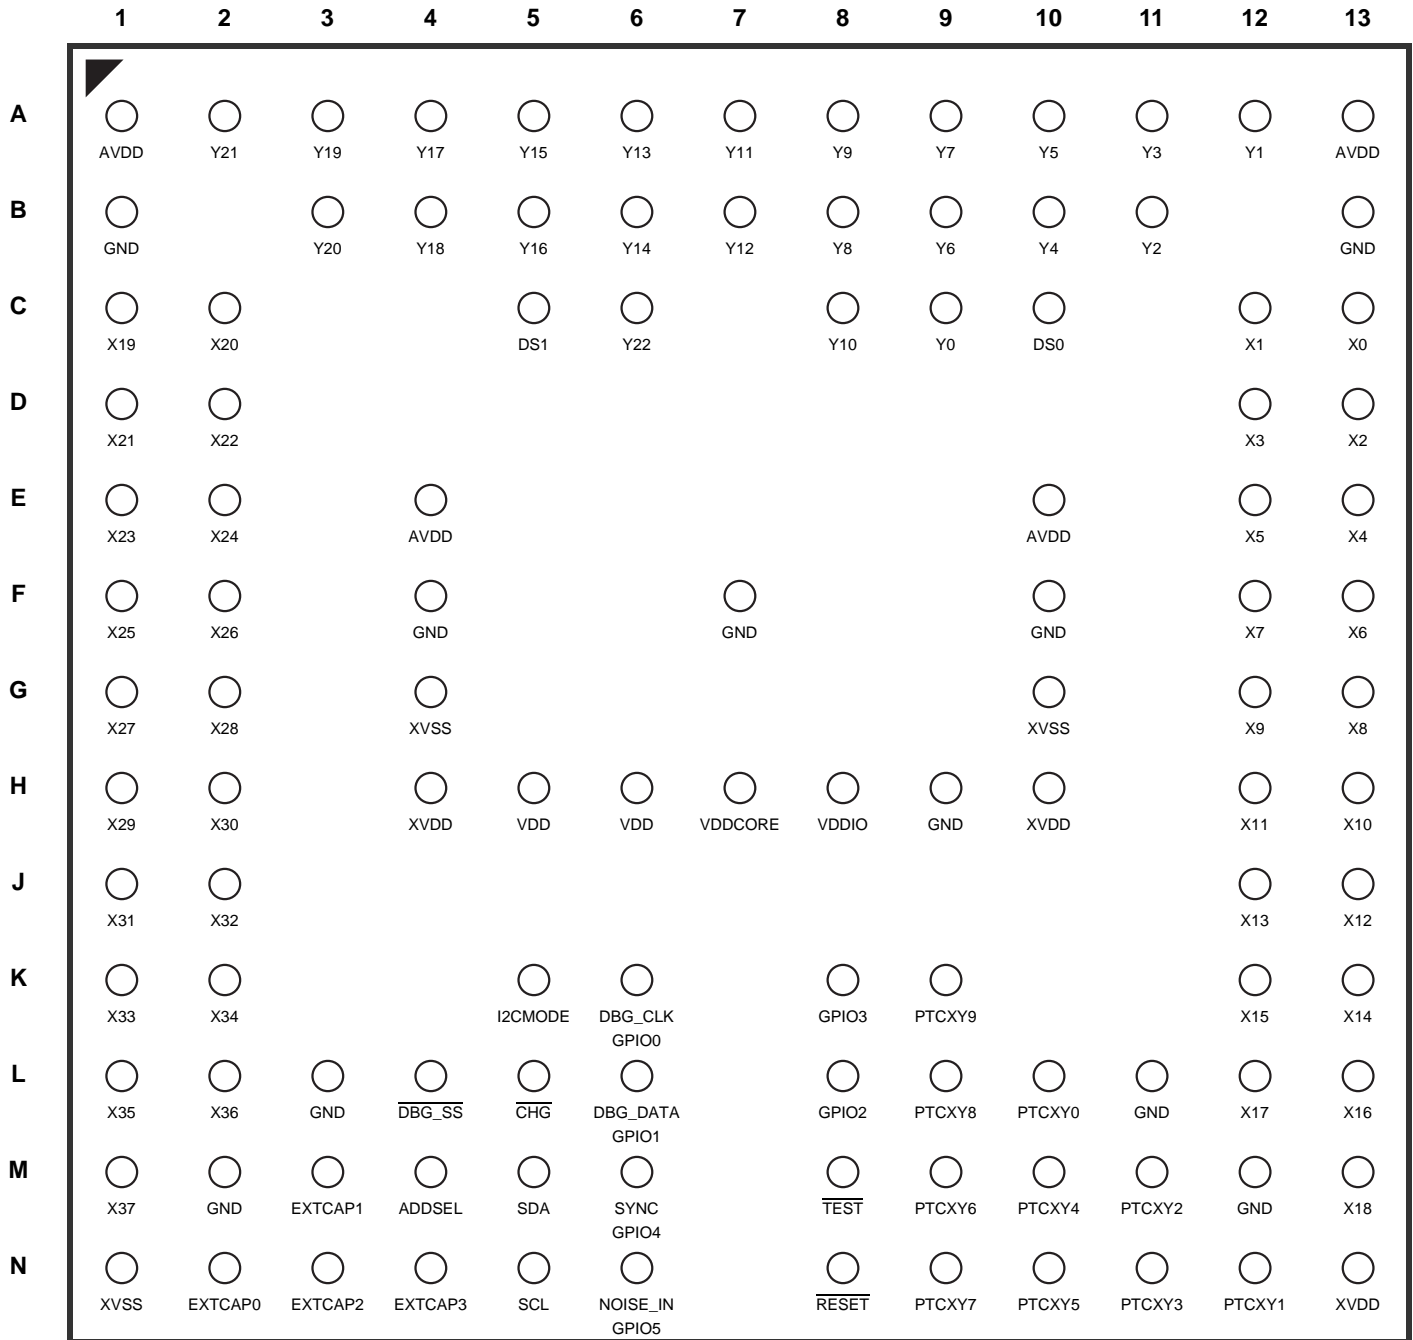 1 2 3 4 5 6 7 8 9 10 11 12 13
A
AVDD Y21 Y19 Y17 Y15 Y13 Y11 Y9 Y7 Y5 Y3 Y1 AVDD
B
GND Y20 Y18 Y16 Y14 Y12 Y8 Y6 Y4 Y2 GND
C
X19 X20 DS1 Y22 Y10 Y0 DS0 X1 X0
D
X21 X22 X3 X2
E
X23 X24 AVDD AVDD X5 X4
F
X25 X26 GND GND GND X7 X6
G
X27 X28 XVSS XVSS X9 X8
H
X29 X30 XVDD VDD VDD VDDCORE VDDIO GND XVDD X11 X10
J
X31 X32 X13 X12
K
X33 X34 I2CMODE DBG_CLK GPIO3 PTCXY9 X15 X14
GPIO0
L
X35 X36 GND DBG_SS CHG DBG_DATA GPIO2 PTCXY8 PTCXY0 GND X17 X16
GPIO1
M
X37 GND EXTCAP1 ADDSEL SDA SYNC TEST PTCXY6 PTCXY4 PTCXY2 GND X18
GPIO4
N
XVSS EXTCAP0 EXTCAP2 EXTCAP3 SCL NOISE_IN RESET PTCXY7 PTCXY5 PTCXY3 PTCXY1 XVDD
GPIO5